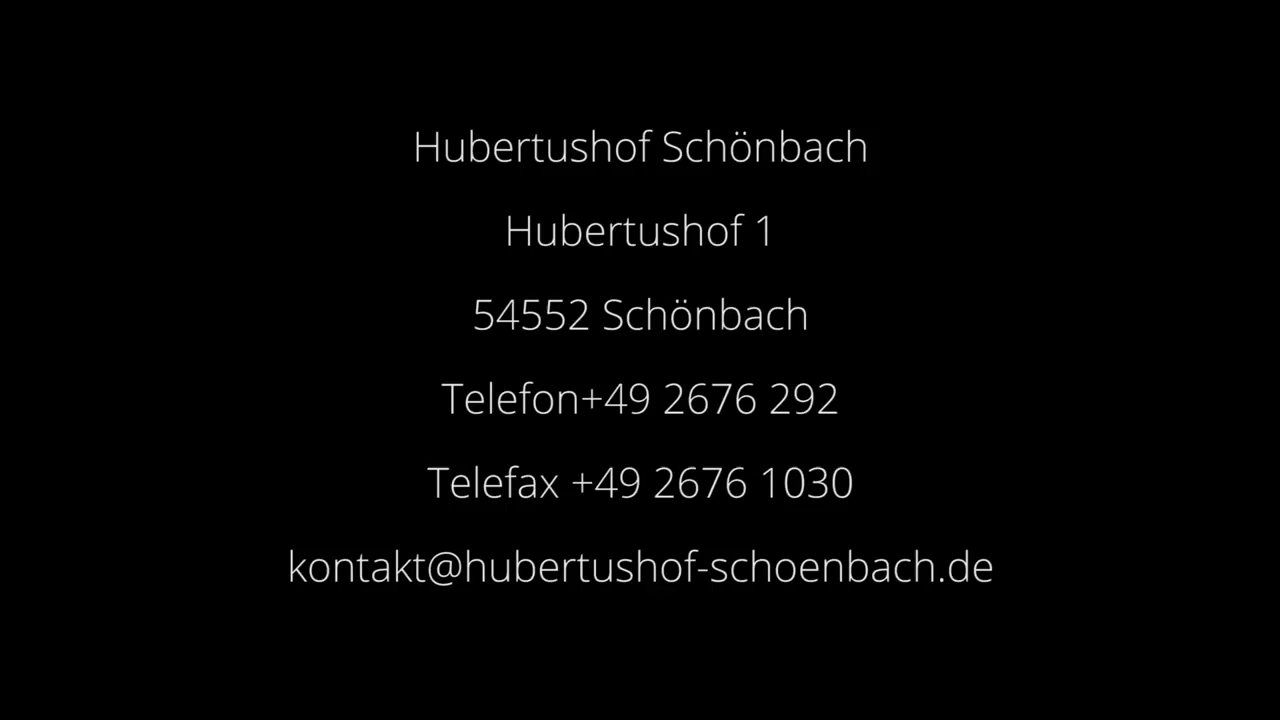 Hubertushof Schönbach
Hubertushof 1
54552 Schönbach
Telefon+49 2676 292
Telefax +49 2676 1030
kontakt@hubertushof-schoenbach.de